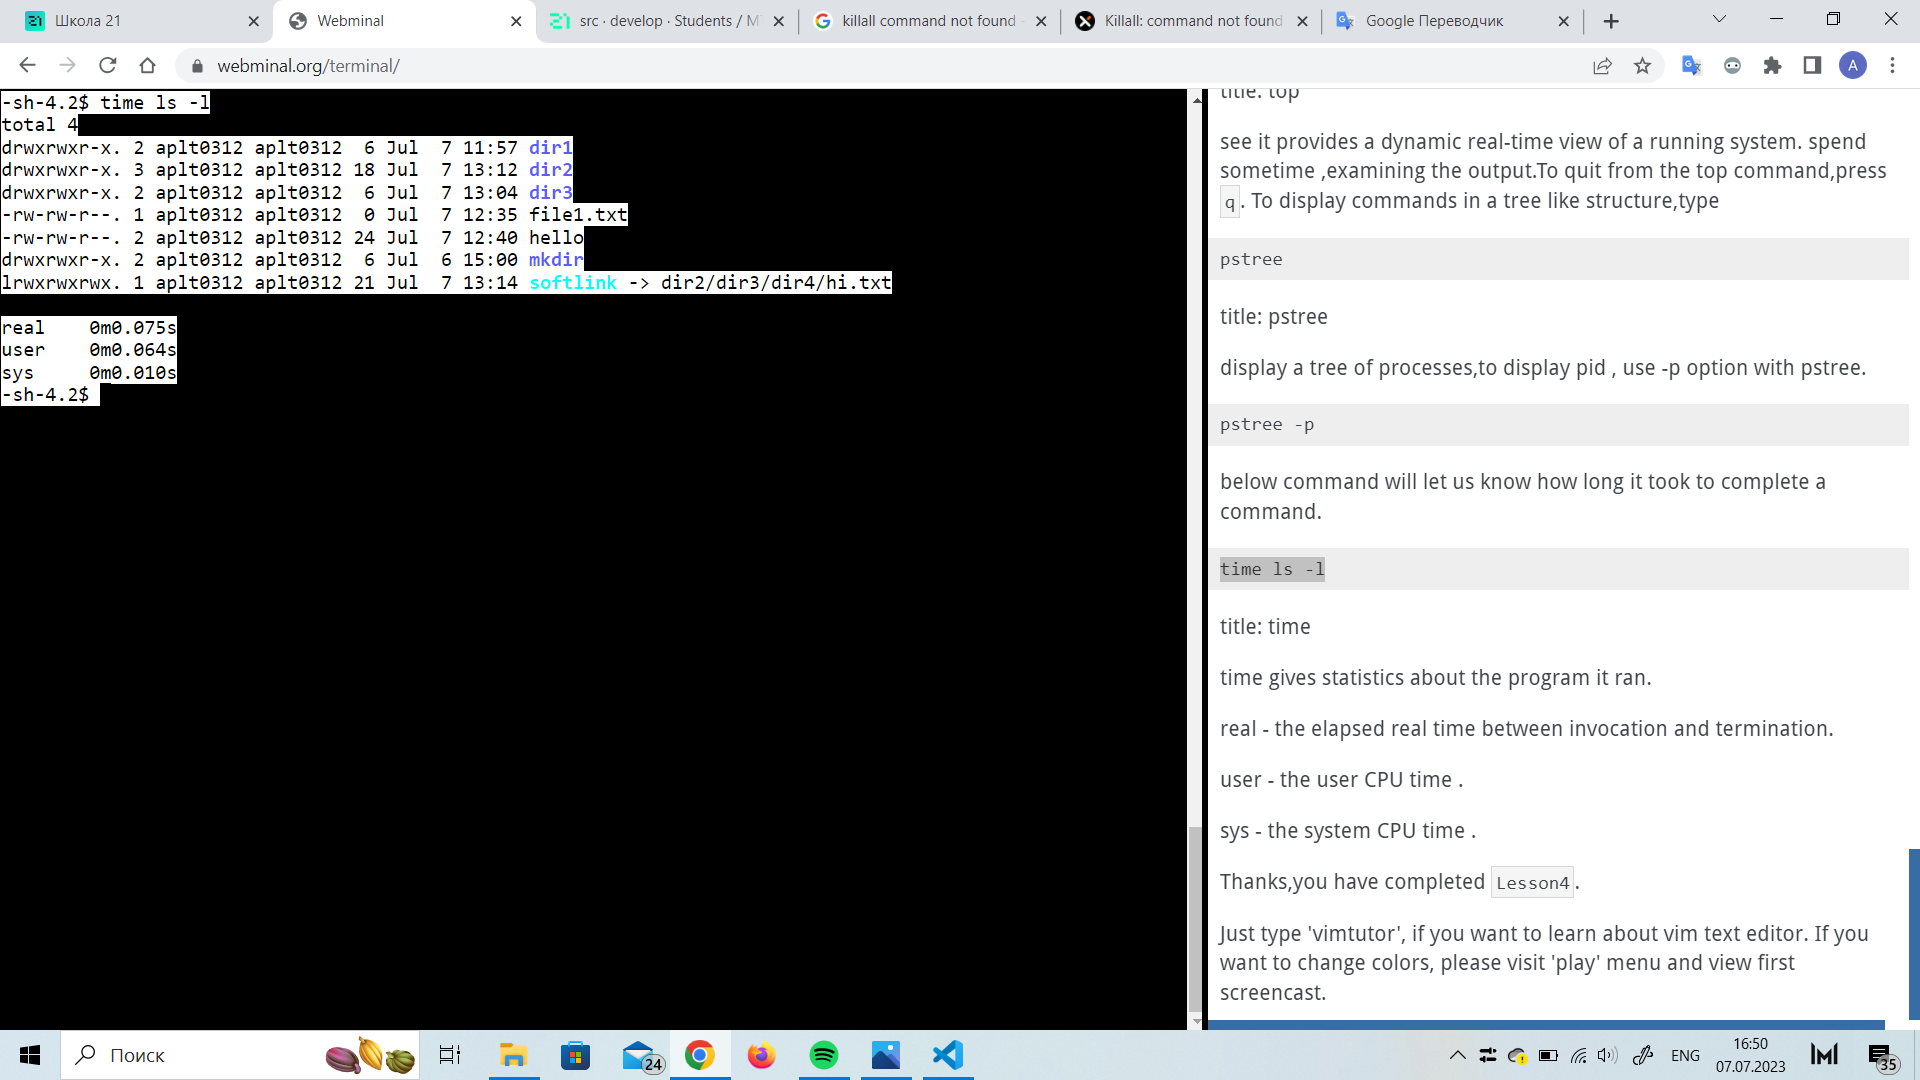 Школа 21
Webminal
src · develop · Students / M
killall command not found
Killall: command not found
Google Переводчик
webminal.org/terminal/
A
-sh-4.2$ time ls -l
total 4
drwxrwxr-x. 2 aplt0312 aplt0312  6 Jul  7 11:57 dir1
drwxrwxr-x. 3 aplt0312 aplt0312 18 Jul  7 13:12 dir2
drwxrwxr-x. 2 aplt0312 aplt0312  6 Jul  7 13:04 dir3
-rw-rw-r--. 1 aplt0312 aplt0312  0 Jul  7 12:35 file1.txt
-rw-rw-r--. 2 aplt0312 aplt0312 24 Jul  7 12:40 hello
drwxrwxr-x. 2 aplt0312 aplt0312  6 Jul  6 15:00 mkdir
lrwxrwxrwx. 1 aplt0312 aplt0312 21 Jul  7 13:14 softlink -> dir2/dir3/dir4/hi.txt
real    0m0.075s
user    0m0.064s
sys     0m0.010s
-sh-4.2$
title: top
see it provides a dynamic real-time view of a running system. spend
sometime ,examining the output.To quit from the top command,press
q. To display commands in a tree like structure,type
pstree
title: pstree
display a tree of processes,to display pid , use -p option with pstree.
pstree -p
below command will let us know how long it took to complete a
command.
time ls -l
title: time
time gives statistics about the program it ran.
real - the elapsed real time between invocation and termination.
user - the user CPU time .
sys - the system CPU time .
Thanks,you have completed Lesson4.
Just type 'vimtutor', if you want to learn about vim text editor. If you
want to change colors, please visit 'play' menu and view first
screencast.
Поиск
24
ENG
16:50
07.07.2023
35